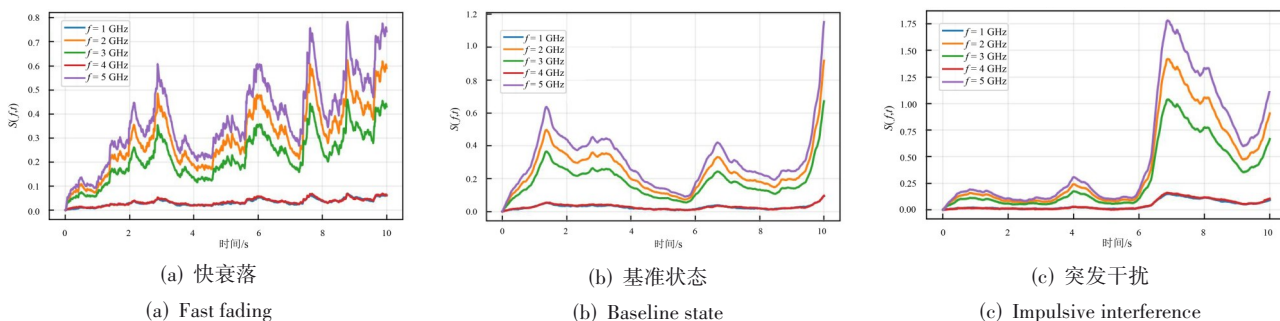 0.8
0.7
0.6
0.5
0.4
0.3
0.2
0.1
0.0
S(f,t)
f = 1 GHz
f = 2 GHz
f = 3 GHz
f = 4 GHz
f = 5 GHz
0 2 4 6 8 10
时间/s
(a) 快衰落
(a) Fast fading
1.2
1.0
0.8
0.6
0.4
0.2
0
S(f,t)
f = 1 GHz
f = 2 GHz
f = 3 GHz
f = 4 GHz
f = 5 GHz
0 2 4 6 8 10
时间/s
(b) 基准状态
(b) Baseline state
1.75
1.50
1.25
1.00
0.75
0.50
0.25
0.00
S(f,t)
f = 1 GHz
f = 2 GHz
f = 3 GHz
f = 4 GHz
f = 5 GHz
0 2 4 6 8 10
时间/s
(c) 突发干扰
(c) Impulsive interference